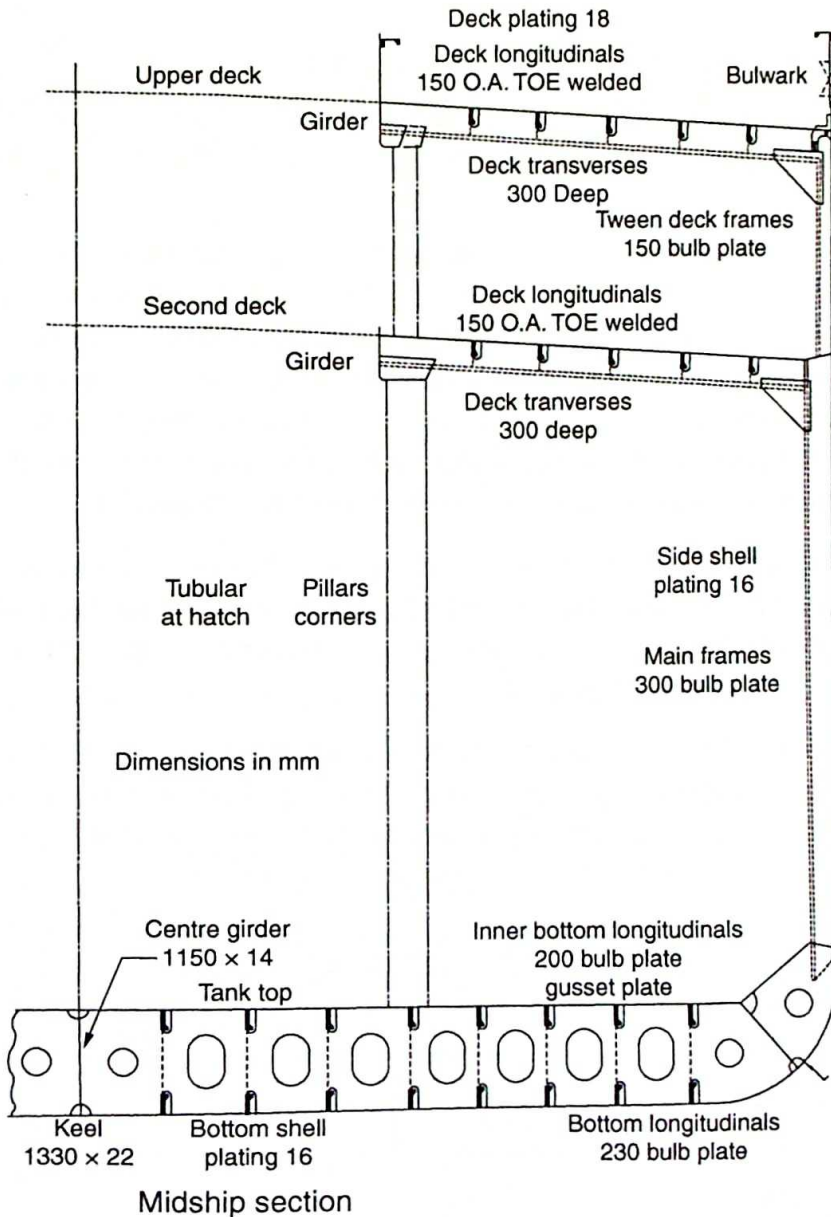 Deck plating 18
Deck longitudinals
150 O.A. TOE welded
Upper deck
Bulwark
Girder
Deck transverses
300 Deep
Tween deck frames
150 bulb plate
Second deck
Deck longitudinals
150 O.A. TOE welded
Girder
Deck tranverses
300 deep
Side shell
plating 16
Tubular Pillars
at hatch corners
Main frames
300 bulb plate
Dimensions in mm
Centre girder
1150 × 14
Tank top
Inner bottom longitudinals
200 bulb plate
gusset plate
Keel
1330 × 22
Bottom shell
plating 16
Bottom longitudinals
230 bulb plate
Midship section